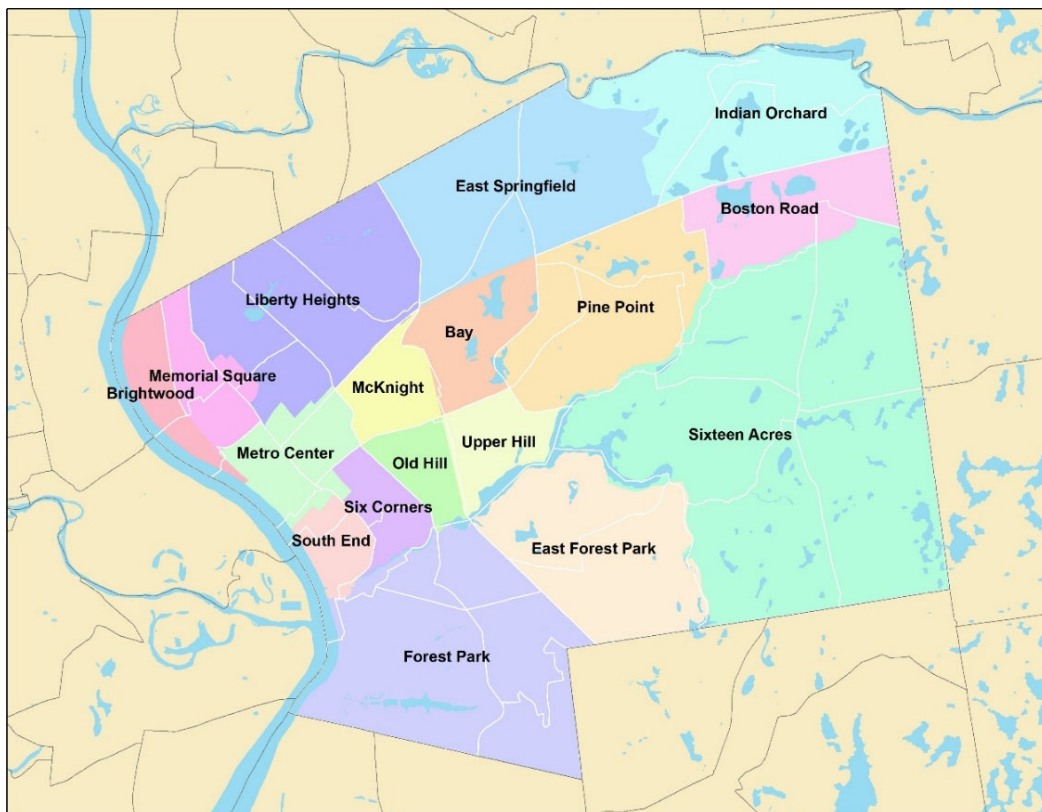 Indian Orchard
East Springfield
Boston Road
Liberty Heights
Pine Point
Bay
Memorial Square
McKnight
Brightwood
Sixteen Acres
Upper Hill
Metro Center
Old Hill
Six Corners
South End
East Forest Park
Forest Park